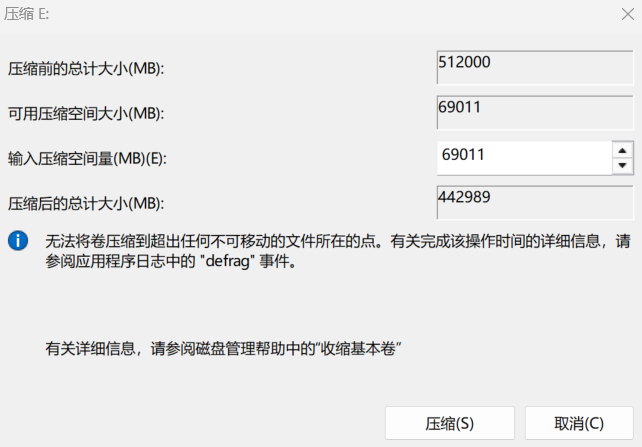 压缩 E:
压缩前的总计大小(MB): 512000
可用压缩空间大小(MB): 69011
输入压缩空间量(MB)(E): 69011
压缩后的总计大小(MB): 442989
无法将卷压缩到超出任何不可移动的文件所在的点。有关完成该操作时间的详细信息，请
参阅应用程序日志中的 "defrag" 事件。
有关详细信息，请参阅磁盘管理帮助中的“收缩基本卷”
压缩(S) 取消(C)